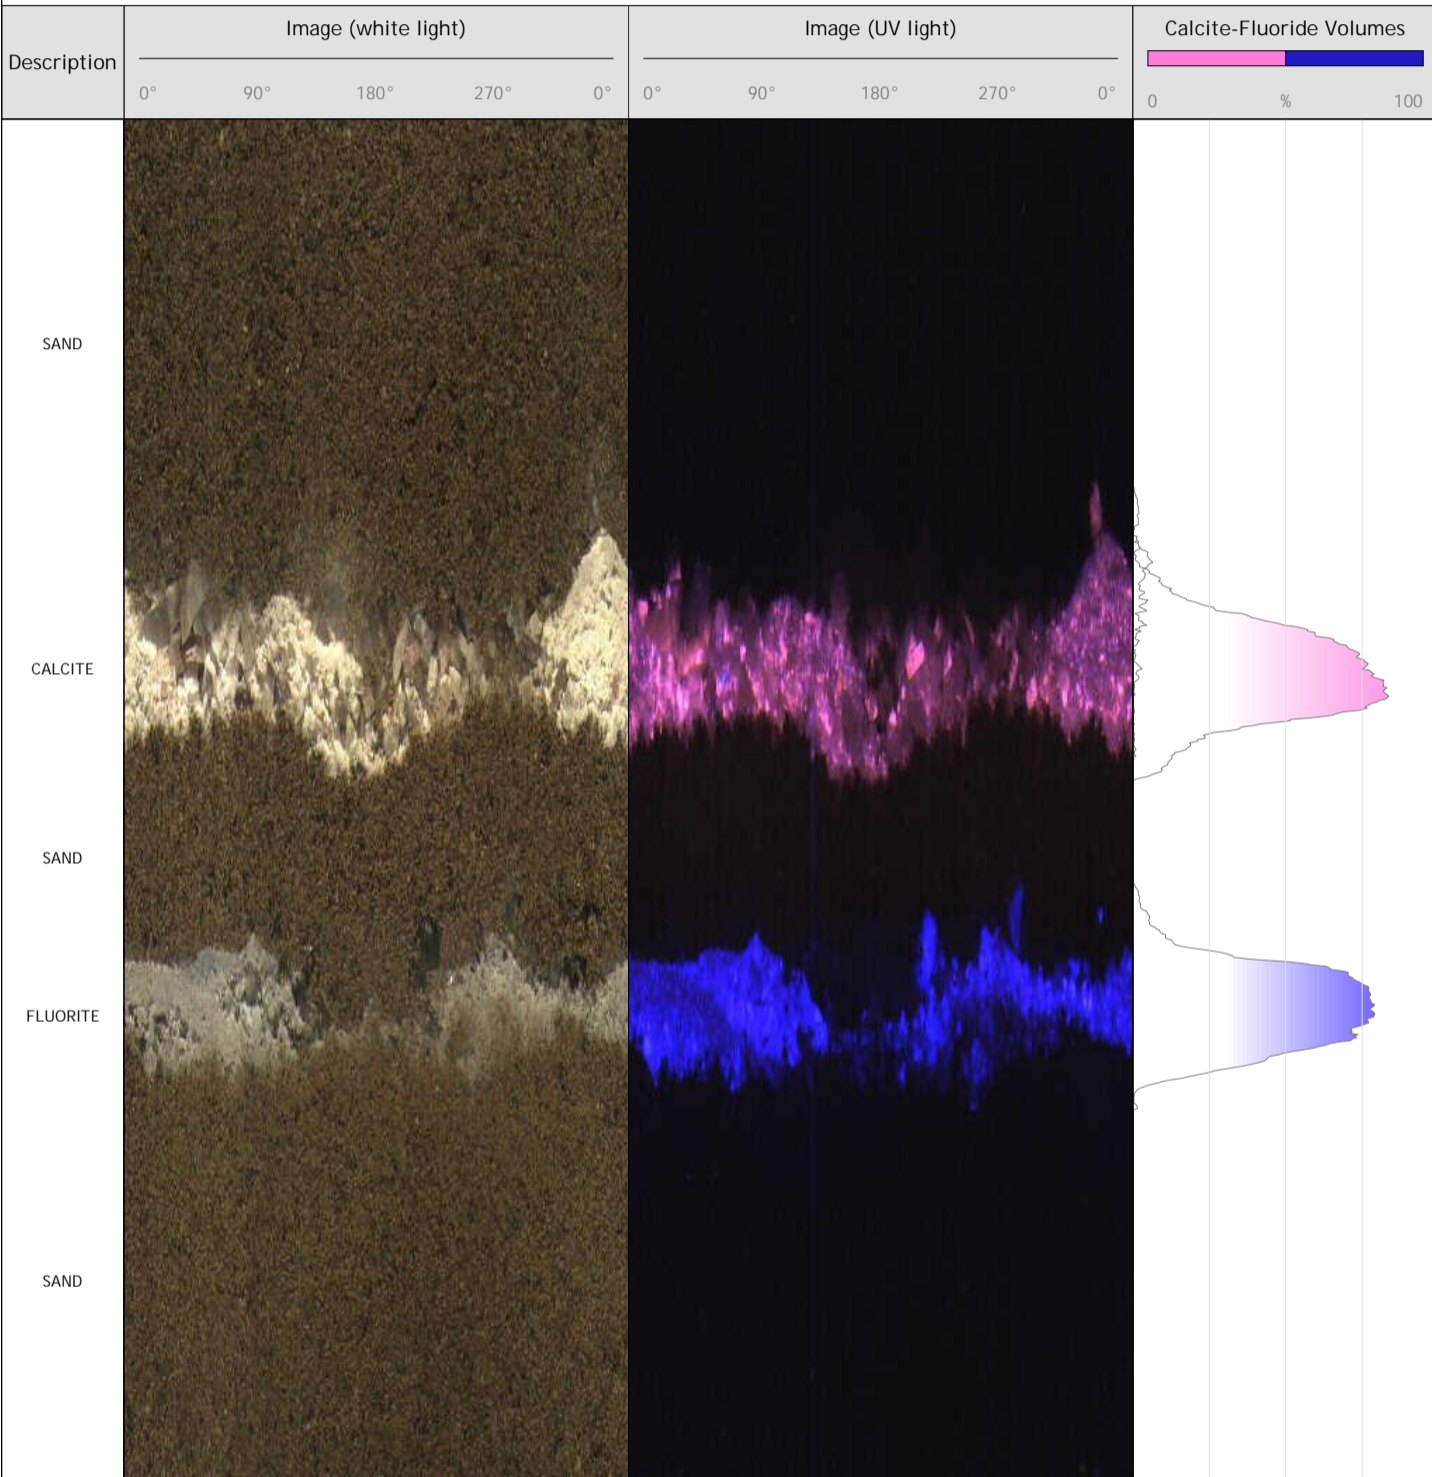 Description
Image (white light)
0° 90° 180° 270° 0°
Image (UV light)
0° 90° 180° 270° 0°
Calcite-Fluoride Volumes
0 % 100
SAND
CALCITE
SAND
FLUORITE
SAND